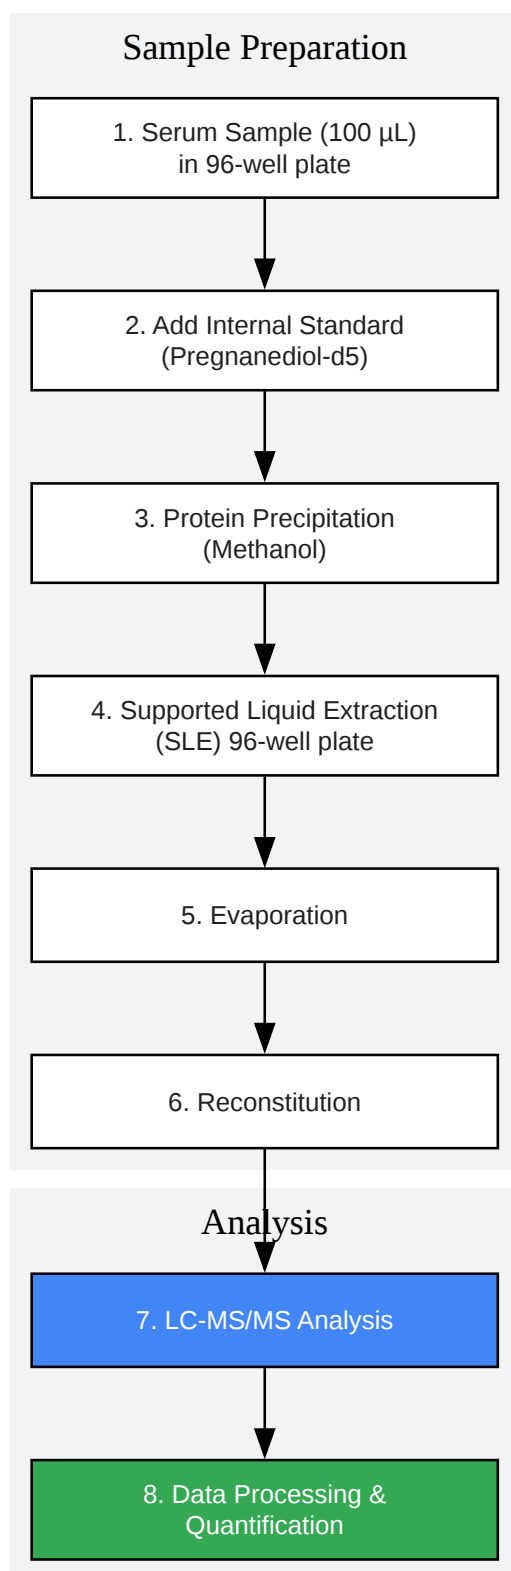 Sample Preparation
1. Serum Sample (100 µL)
in 96-well plate
2. Add Internal Standard
(Pregnanediol-d5)
3. Protein Precipitation
(Methanol)
4. Supported Liquid Extraction
(SLE) 96-well plate
5. Evaporation
6. Reconstitution
Analysis
7. LC-MS/MS Analysis
8. Data Processing &
Quantification